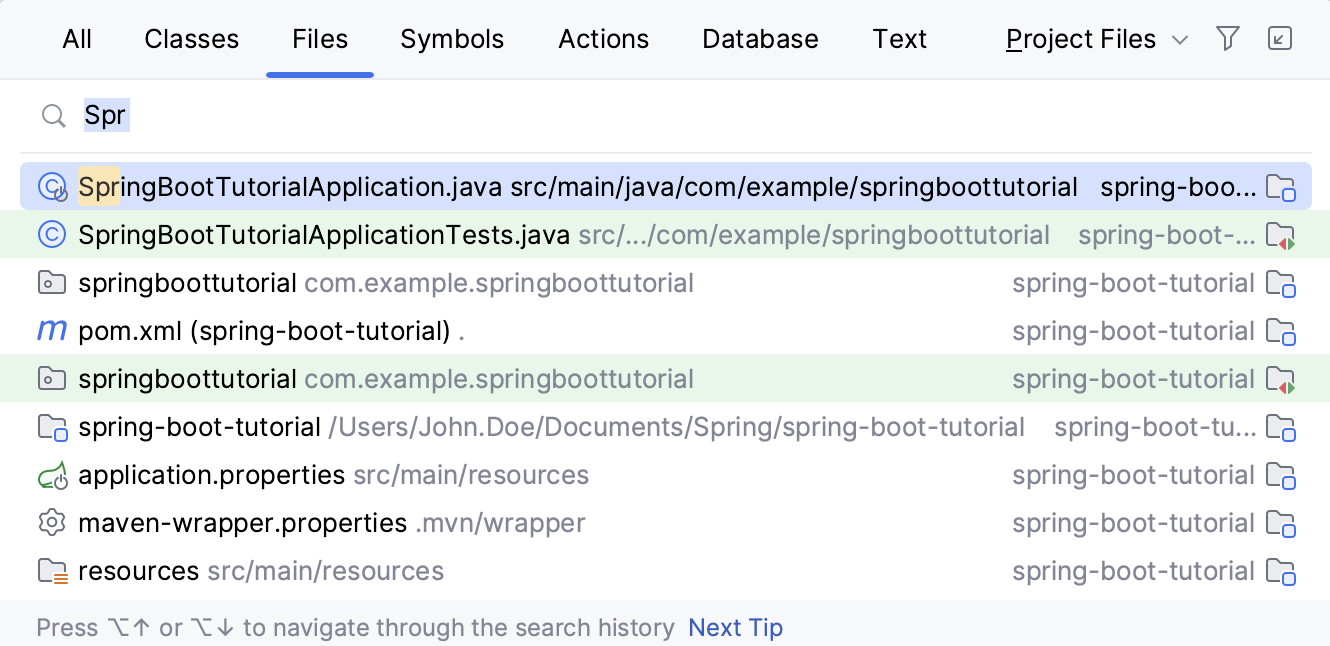 All Classes Files Symbols Actions Database Text Project Files
Spr
SpringBootTutorialApplication.java src/main/java/com/example/springboottutorial spring-boo...
SpringBootTutorialApplicationTests.java src/.../com/example/springboottutorial spring-boot-...
springboottutorial com.example.springboottutorial spring-boot-tutorial
pom.xml (spring-boot-tutorial) . spring-boot-tutorial
springboottutorial com.example.springboottutorial spring-boot-tutorial
spring-boot-tutorial /Users/John.Doe/Documents/Spring/spring-boot-tutorial spring-boot-tu...
application.properties src/main/resources spring-boot-tutorial
maven-wrapper.properties .mvn/wrapper spring-boot-tutorial
resources src/main/resources spring-boot-tutorial
Press ⌥↑ or ⌥↓ to navigate through the search history Next Tip